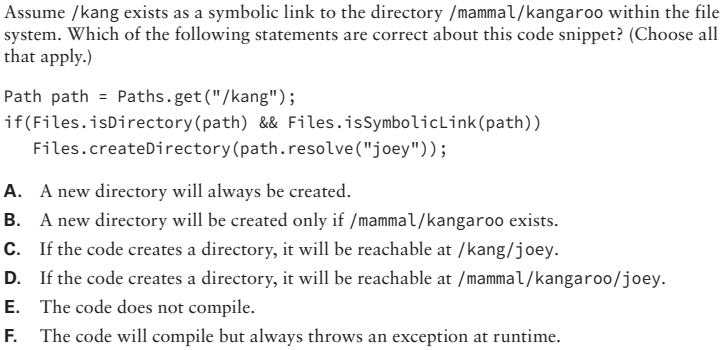 Assume /kang exists as a symbolic link to the directory /mammal/kangaroo within the file
system. Which of the following statements are correct about this code snippet? (Choose all
that apply.)
Path path = Paths.get("/kang");
if(Files.isDirectory(path) && Files.isSymbolicLink(path))
   Files.createDirectory(path.resolve("joey"));
A. A new directory will always be created.
B. A new directory will be created only if /mammal/kangaroo exists.
C. If the code creates a directory, it will be reachable at /kang/joey.
D. If the code creates a directory, it will be reachable at /mammal/kangaroo/joey.
E. The code does not compile.
F. The code will compile but always throws an exception at runtime.